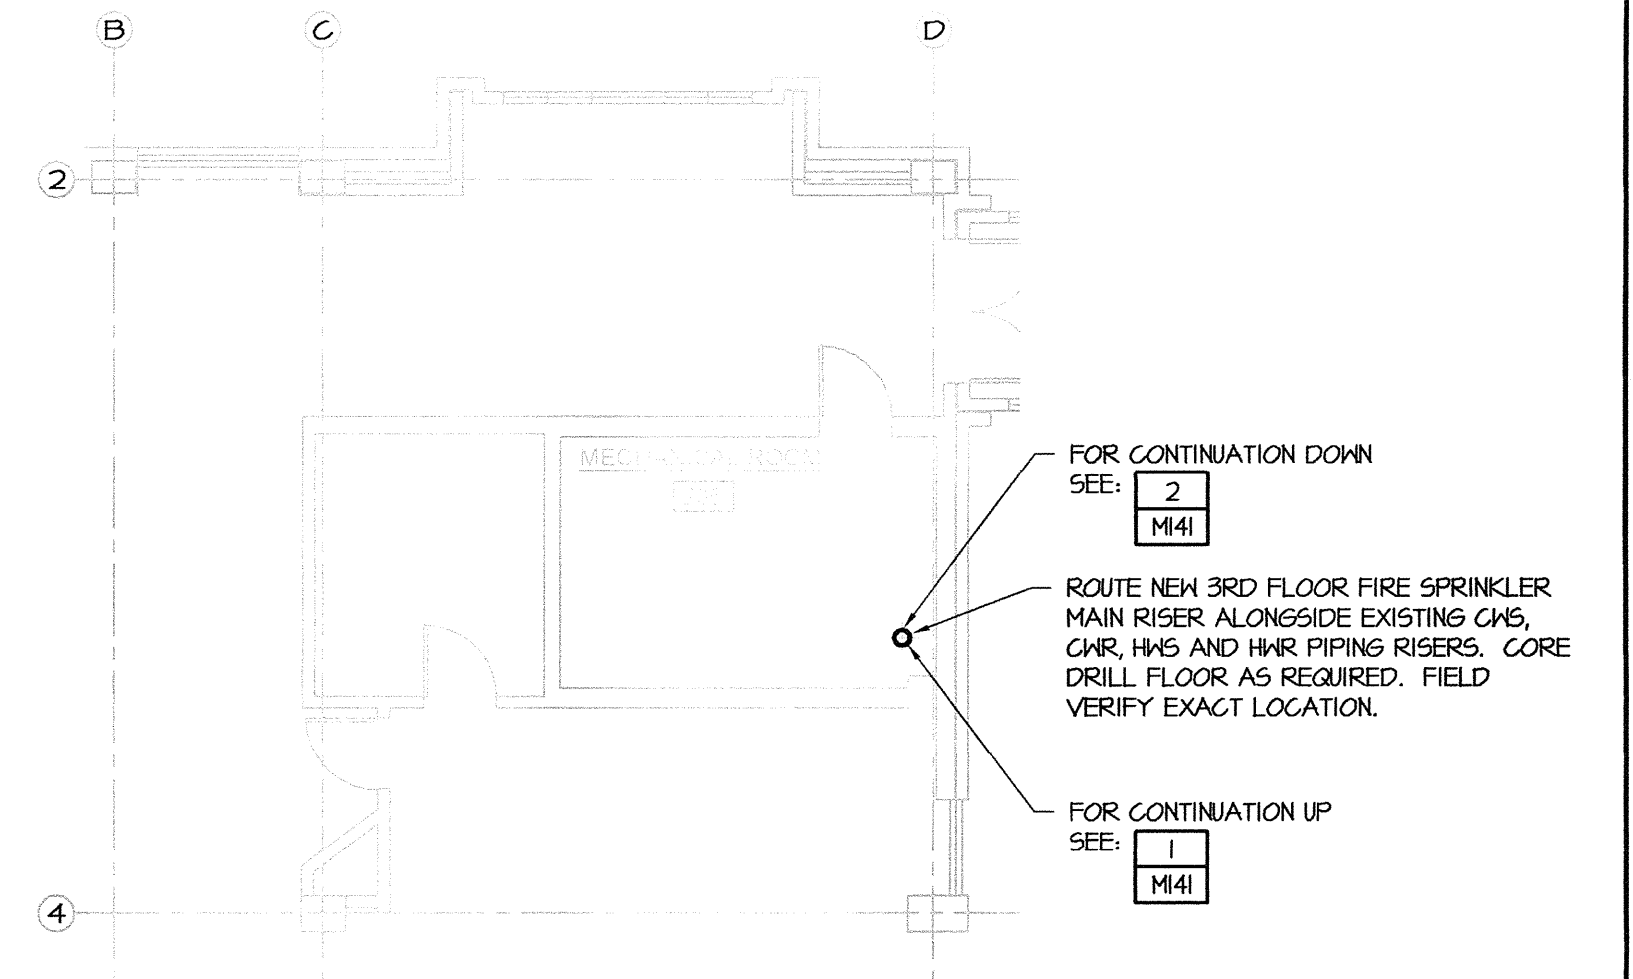 B
C
D
2
MECHANICAL ROOM
FOR CONTINUATION DOWN
SEE:
2
M141
ROUTE NEW 3RD FLOOR FIRE SPRINKLER
MAIN RISER ALONGSIDE EXISTING CWS,
CWR, HWS AND HWR PIPING RISERS. CORE
DRILL FLOOR AS REQUIRED. FIELD
VERIFY EXACT LOCATION.
FOR CONTINUATION UP
SEE:
1
M141
4